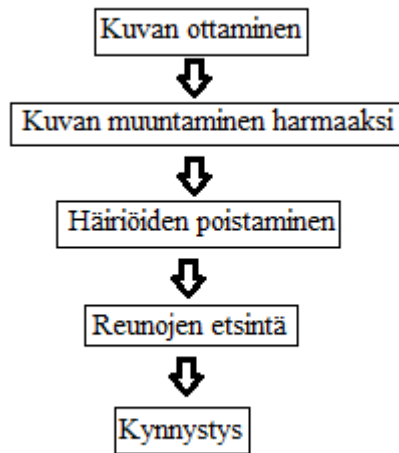 Kuvan ottaminen
Kuvan muuntaminen harmaaksi
Häiriöiden poistaminen
Reunojen etsintä
Kynnystys